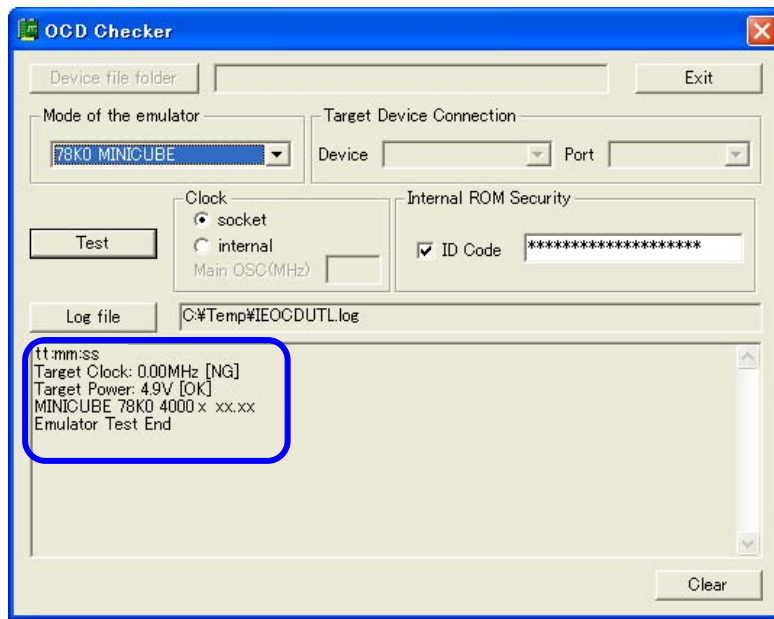 OCD Checker
Device file folder
Exit
Mode of the emulator
Target Device Connection
78K0 MINICUBE
Device
Port
Clock
Internal ROM Security
socket
Test
internal
ID Code
********************
Main OSC(MHz)
Log file
C:¥Temp¥IEOCDUTL.log
tt:mm:ss
Target Clock: 0.00MHz [NG]
Target Power: 4.9V [OK]
MINICUBE 78K0 4000 x xx.xx
Emulator Test End
Clear